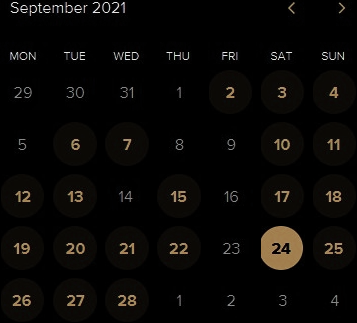 September 2021
MON TUE WED THU FRI SAT SUN
29 30 31 1 2 3 4
5 6 7 8 9 10 11
12 13 14 15 16 17 18
19 20 21 22 23 24 25
26 27 28 1 2 3 4